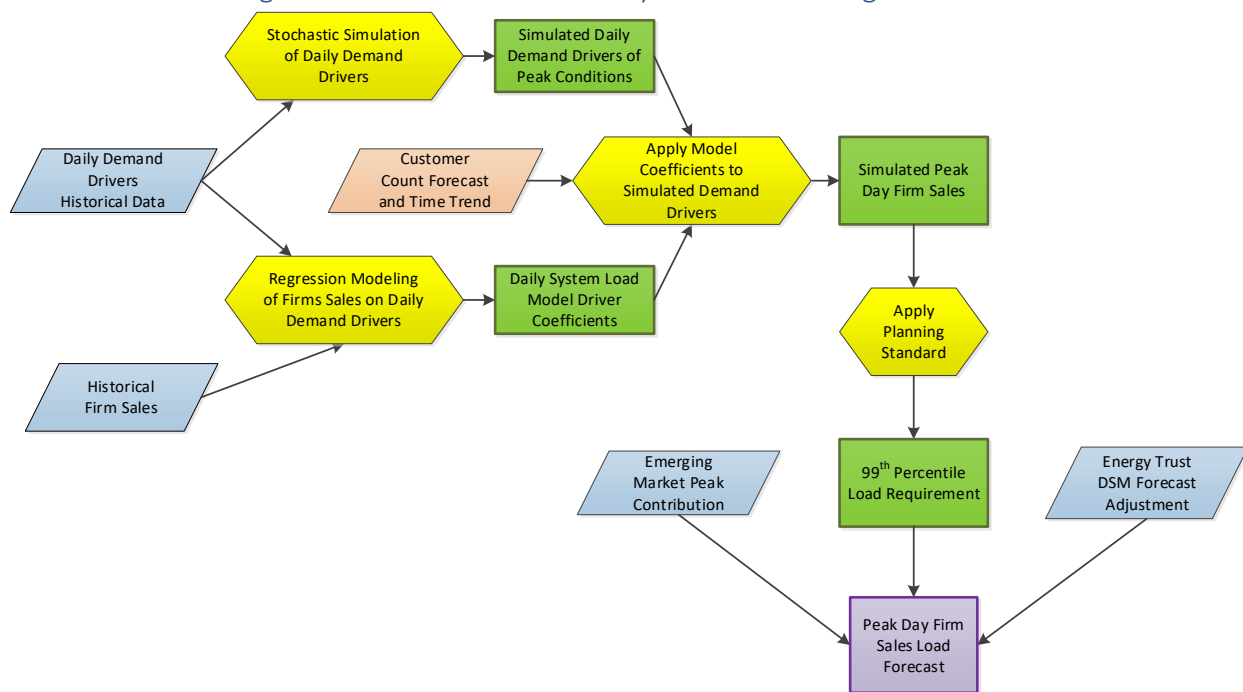 Stochastic Simulation
of Daily Demand
Drivers
Simulated Daily
Demand Drivers of
Peak Conditions
Daily Demand
Drivers
Historical Data
Customer
Count Forecast
and Time Trend
Apply Model
Coefficients to
Simulated Demand
Drivers
Simulated Peak
Day Firm Sales
Regression Modeling
of Firms Sales on Daily
Demand Drivers
Daily System Load
Model Driver
Coefficients
Apply
Planning
Standard
Historical
Firm Sales
Emerging
Market Peak
Contribution
99th Percentile
Load Requirement
Energy Trust
DSM Forecast
Adjustment
Peak Day Firm
Sales Load
Forecast